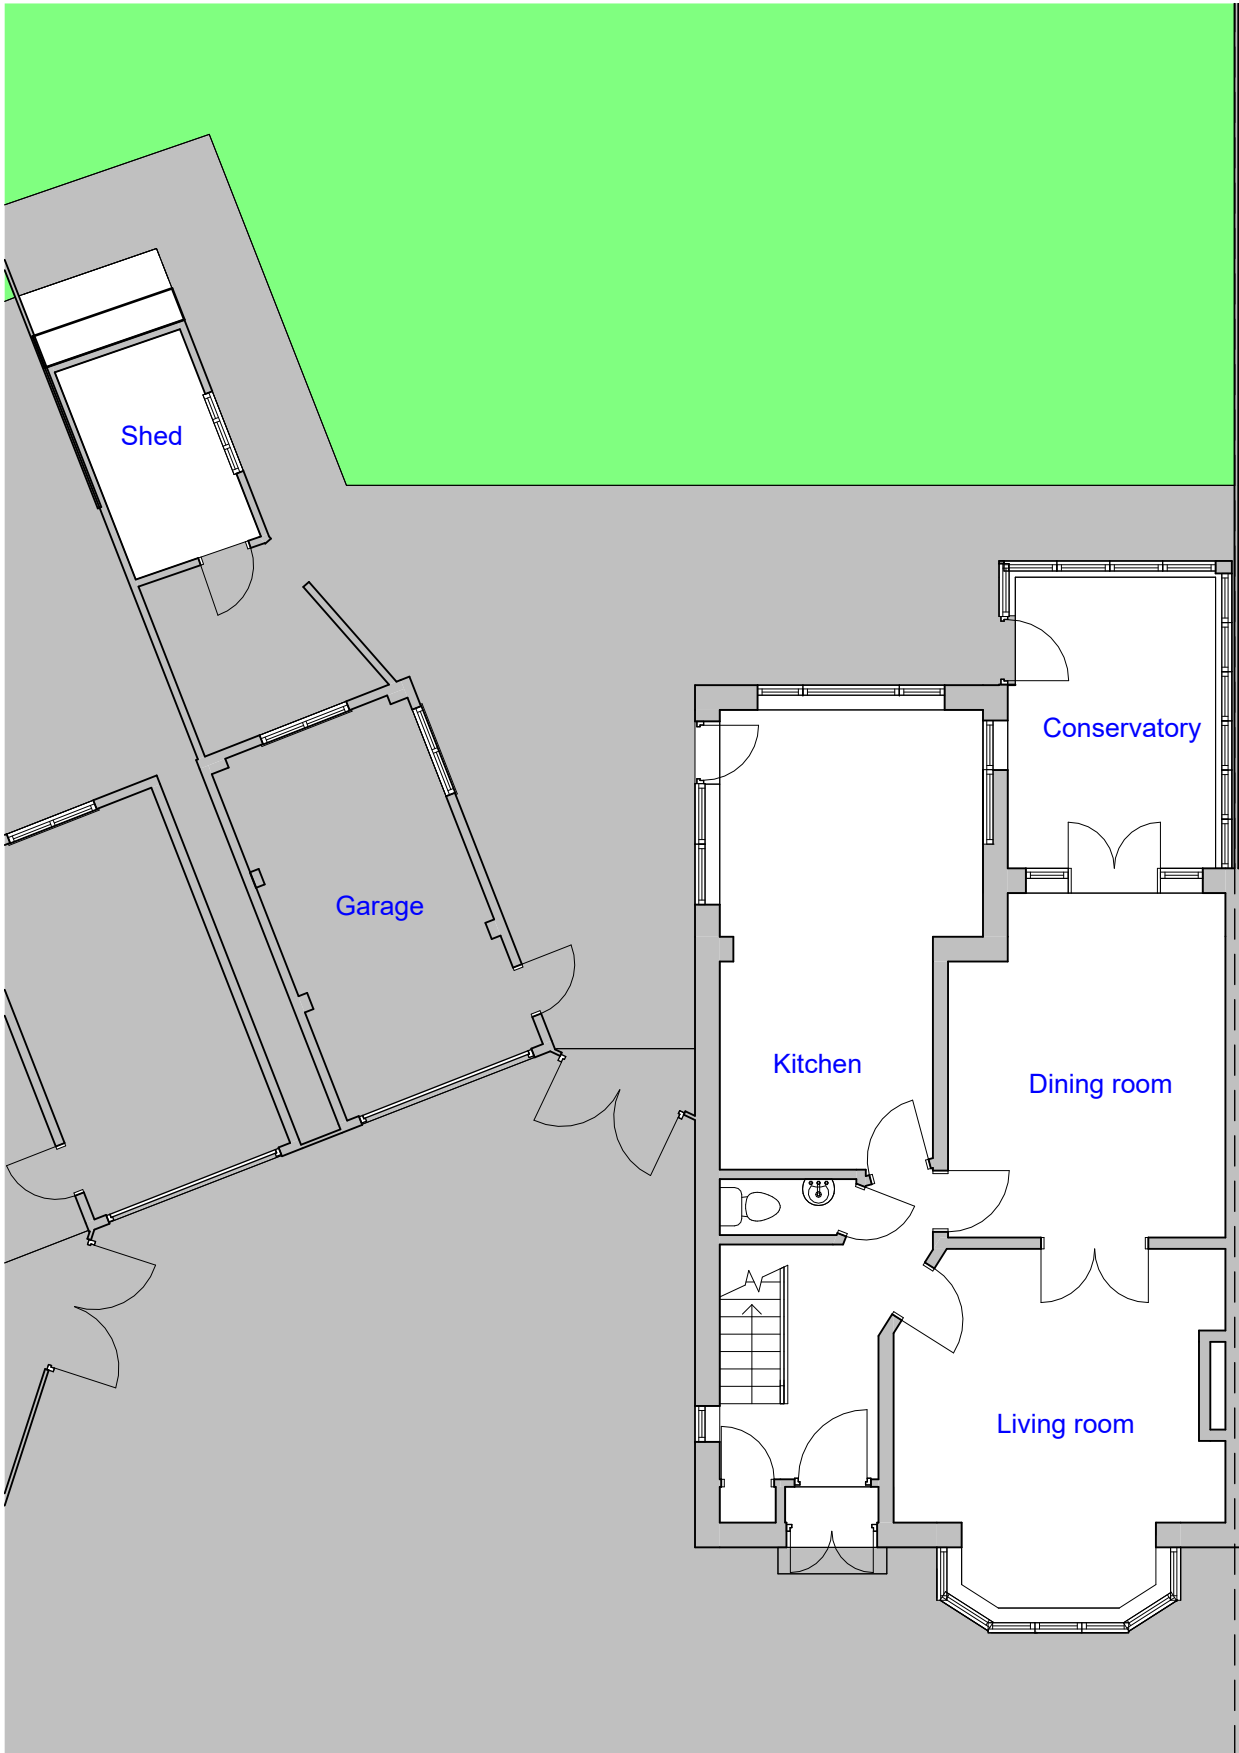 Shed
Conservatory
Garage
Kitchen
Dining room
Living room